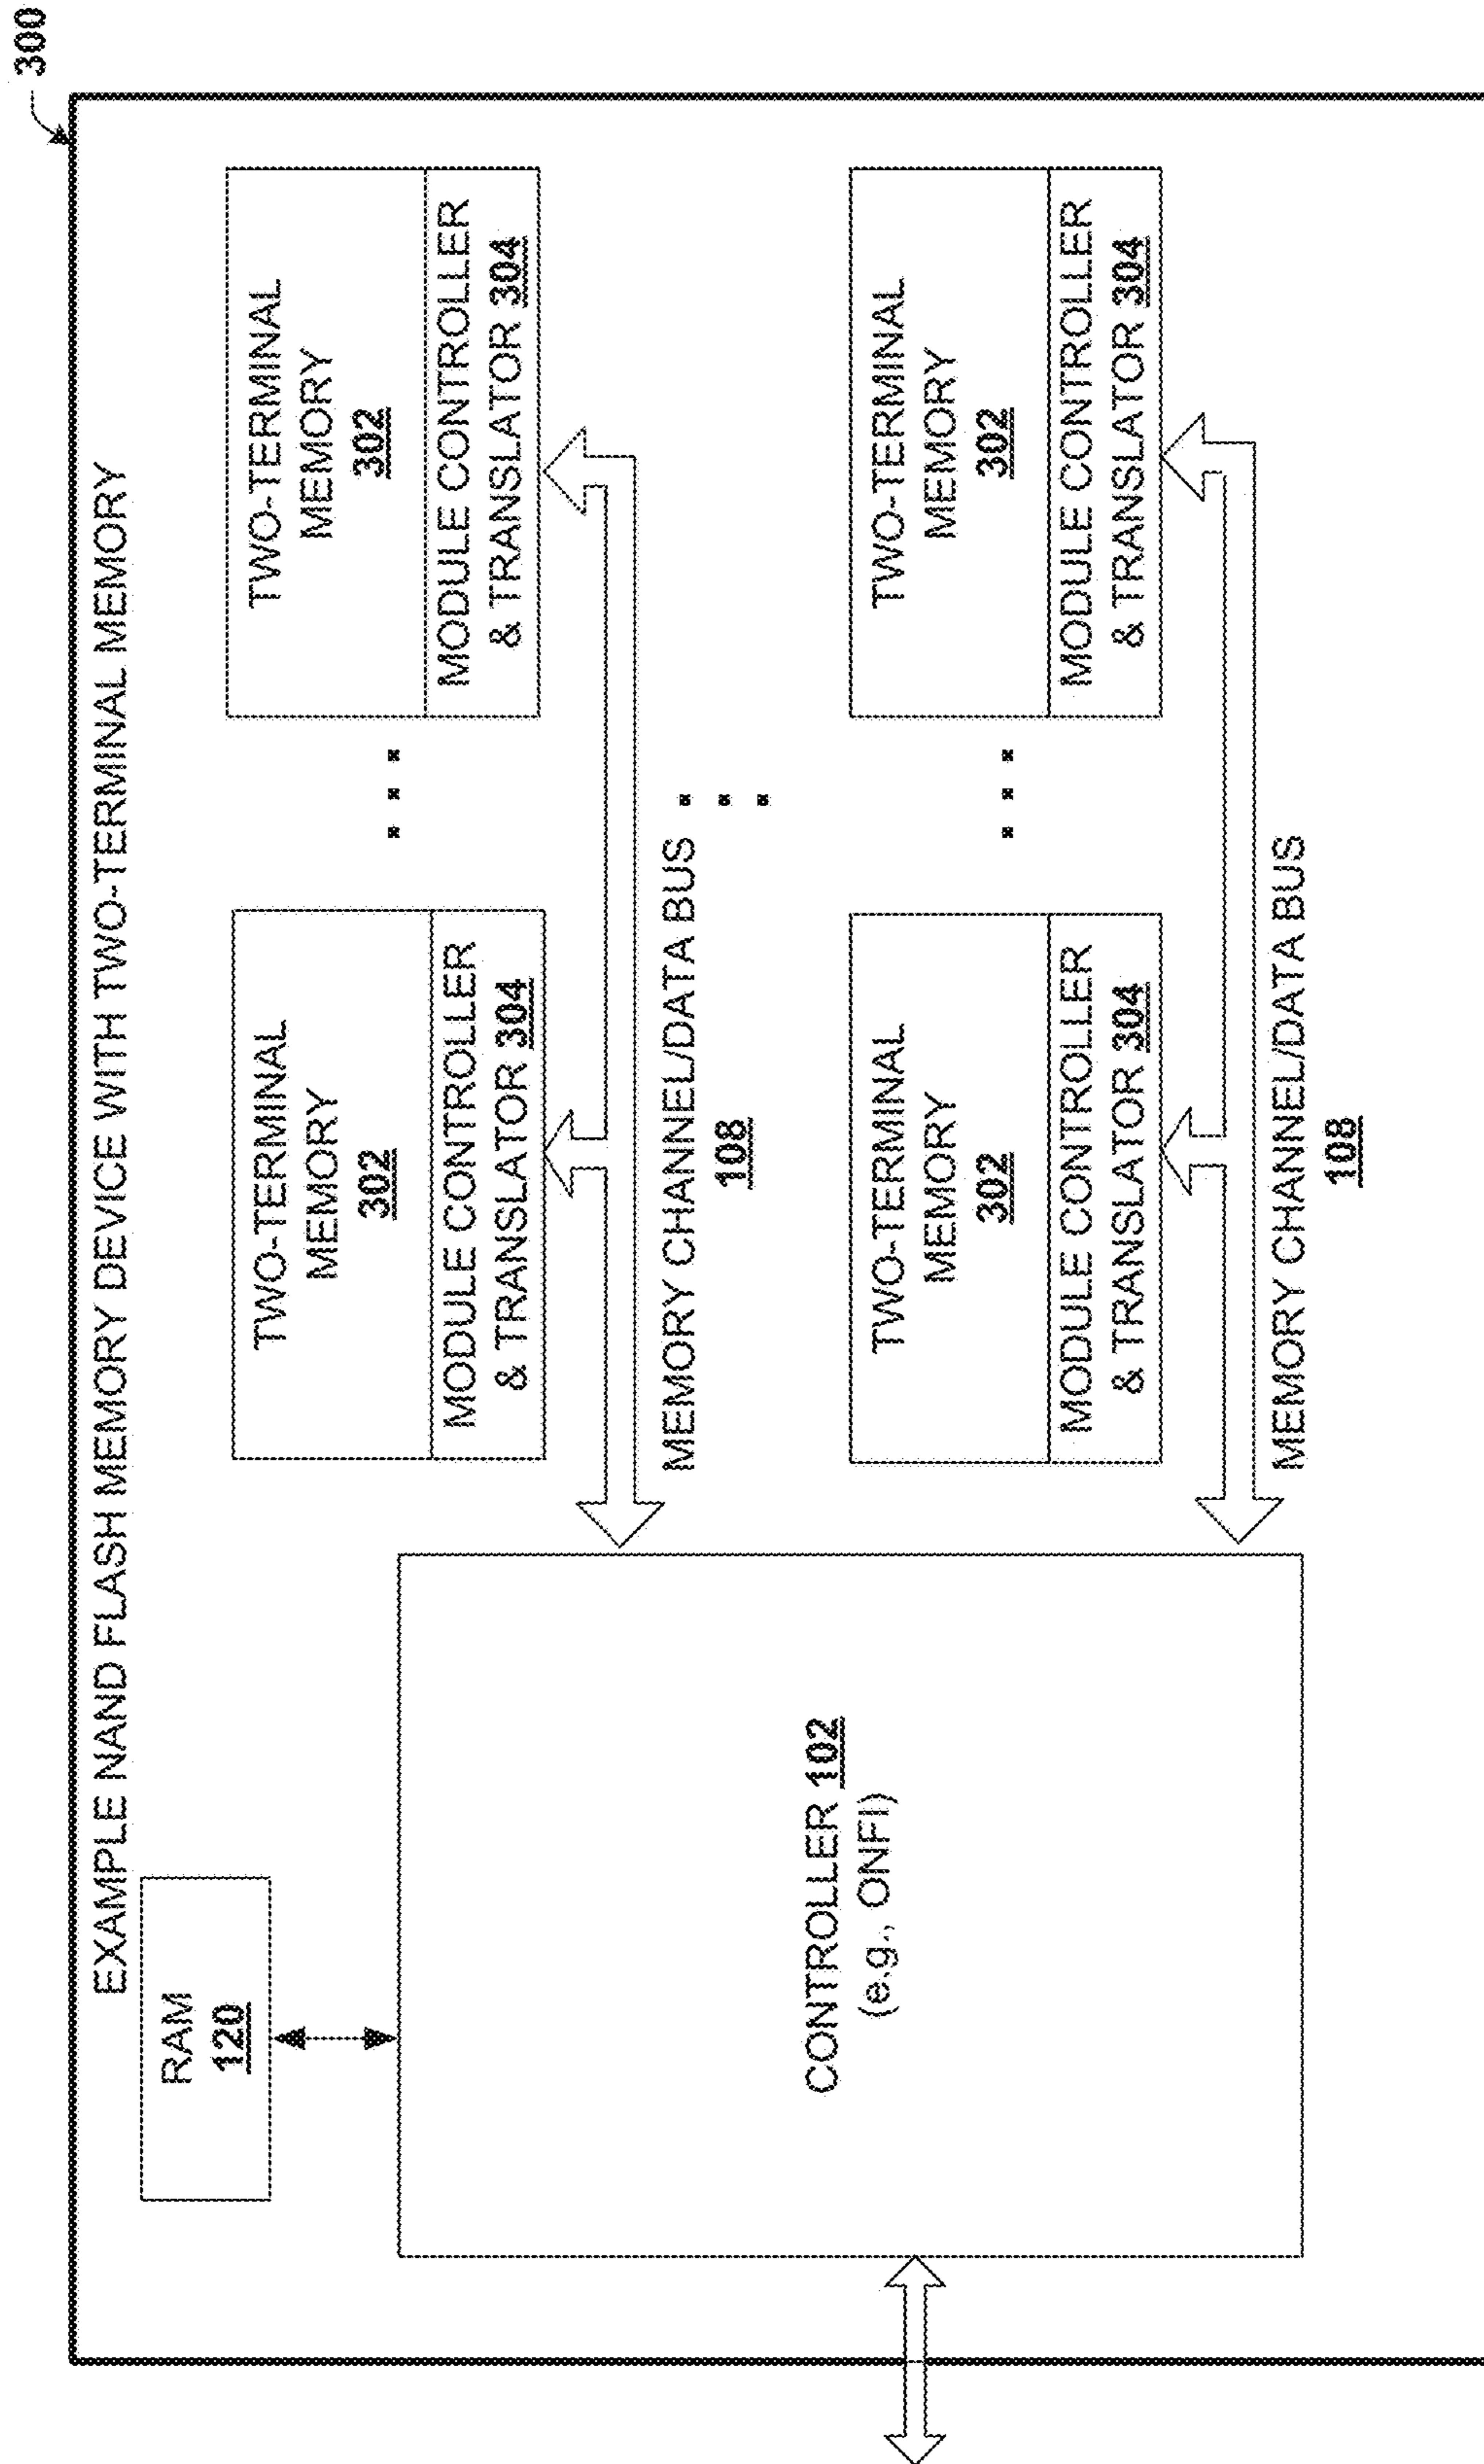 300
EXAMPLE NAND FLASH MEMORY DEVICE WITH TWO-TERMINAL MEMORY
RAM
120
CONTROLLER 102
(e.g., ONFI)
TWO-TERMINAL
MEMORY
302
MODULE CONTROLLER
& TRANSLATOR 304
TWO-TERMINAL
MEMORY
302
MODULE CONTROLLER
& TRANSLATOR 304
MEMORY CHANNEL/DATA BUS
108
TWO-TERMINAL
MEMORY
302
MODULE CONTROLLER
& TRANSLATOR 304
TWO-TERMINAL
MEMORY
302
MODULE CONTROLLER
& TRANSLATOR 304
MEMORY CHANNEL/DATA BUS
108